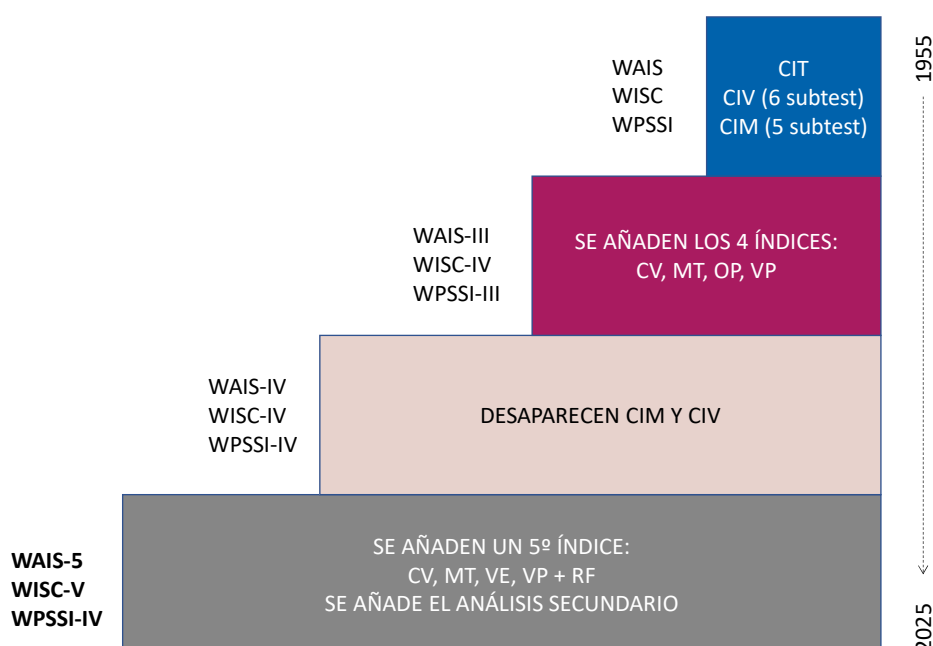 WAIS
WISC
WPSSI
CIT
CIV (6 subtest)
CIM (5 subtest)
1955
WAIS-III
WISC-IV
WPSSI-III
SE AÑADEN LOS 4 ÍNDICES:
CV, MT, OP, VP
WAIS-IV
WISC-IV
WPSSI-IV
DESAPARECEN CIM Y CIV
WAIS-5
WISC-V
WPSSI-IV
SE AÑADEN UN 5º ÍNDICE:
CV, MT, VE, VP + RF
SE AÑADE EL ANÁLISIS SECUNDARIO
2025